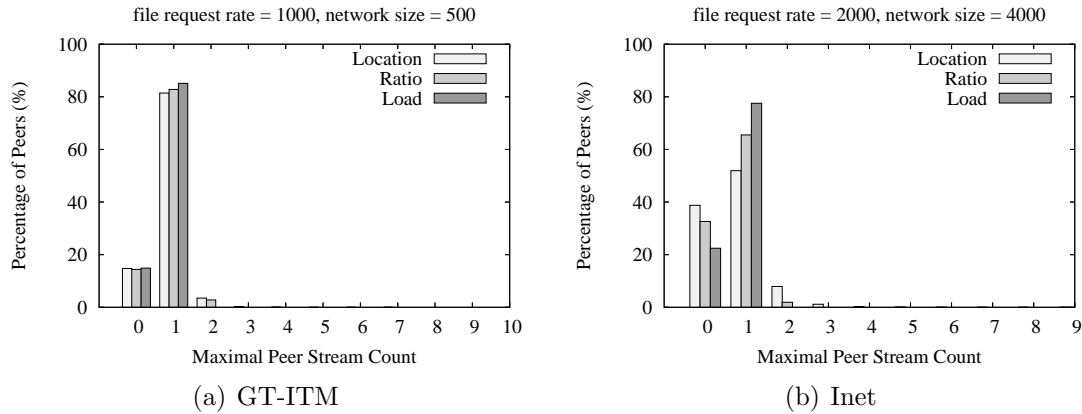 file request rate = 1000, network size = 500
100
80
60
40
20
0
Percentage of Peers (%)
Location
Ratio
Load
0 1 2 3 4 5 6 7 8 9 10
Maximal Peer Stream Count
(a) GT-ITM
file request rate = 2000, network size = 4000
100
80
60
40
20
0
Percentage of Peers (%)
Location
Ratio
Load
0 1 2 3 4 5 6 7 8 9
Maximal Peer Stream Count
(b) Inet